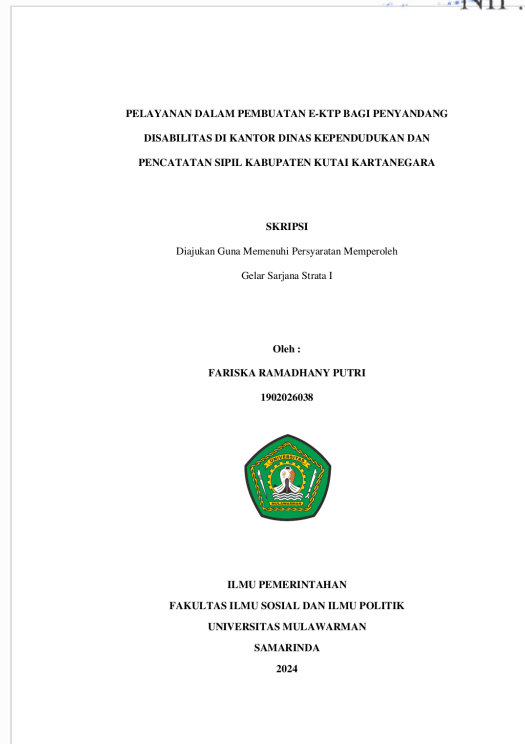 PELAYANAN DALAM PEMBUATAN E-KTP BAGI PENYANDANG
DISABILITAS DI KANTOR DINAS KEPENDUDUKAN DAN
PENCATATAN SIPIL KABUPATEN KUTAI KARTANEGARA
SKRIPSI
Diajukan Guna Memenuhi Persyaratan Memperoleh
Gelar Sarjana Strata I
Oleh :
FARISKA RAMADHANY PUTRI
1902026038
UNIVERSITAS
MULAWARMAN
ILMU PEMERINTAHAN
FAKULTAS ILMU SOSIAL DAN ILMU POLITIK
UNIVERSITAS MULAWARMAN
SAMARINDA
2024